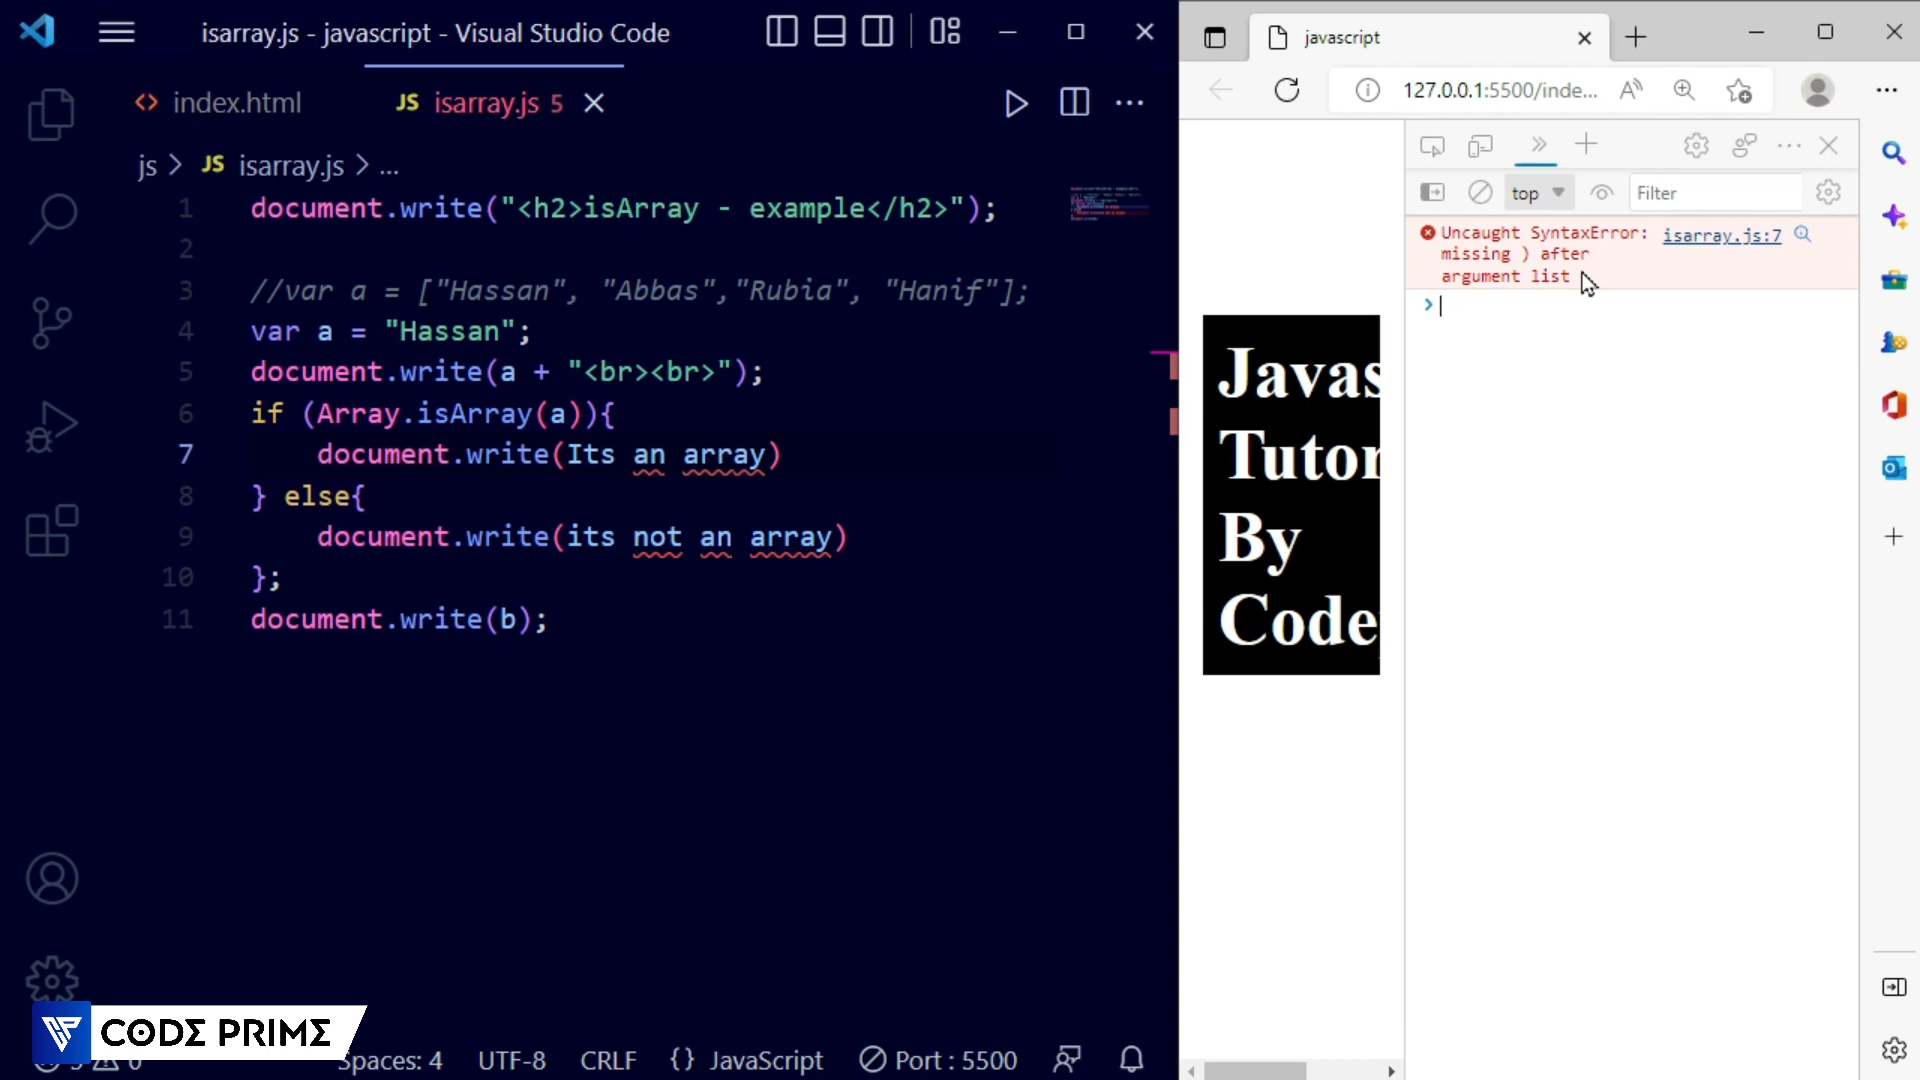 isarray.js - javascript - Visual Studio Code
index.html
JS isarray.js 5
js > JS isarray.js > ...
1 document.write("<h2>isArray - example</h2>");
2
3 //var a = ["Hassan", "Abbas","Rubia", "Hanif"];
4 var a = "Hassan";
5 document.write(a + "<br><br>");
6 if (Array.isArray(a)){
7 document.write(Its an array)
8 } else{
9 document.write(its not an array)
10 };
11 document.write(b);
CODΣ PRIMΣ
Spaces: 4 UTF-8 CRLF {} JavaScript Port : 5500
javascript
127.0.0.1:5500/inde...
top Filter
Uncaught SyntaxError: isarray.js:7
missing ) after
argument list
Javas
Tutor
By
Code